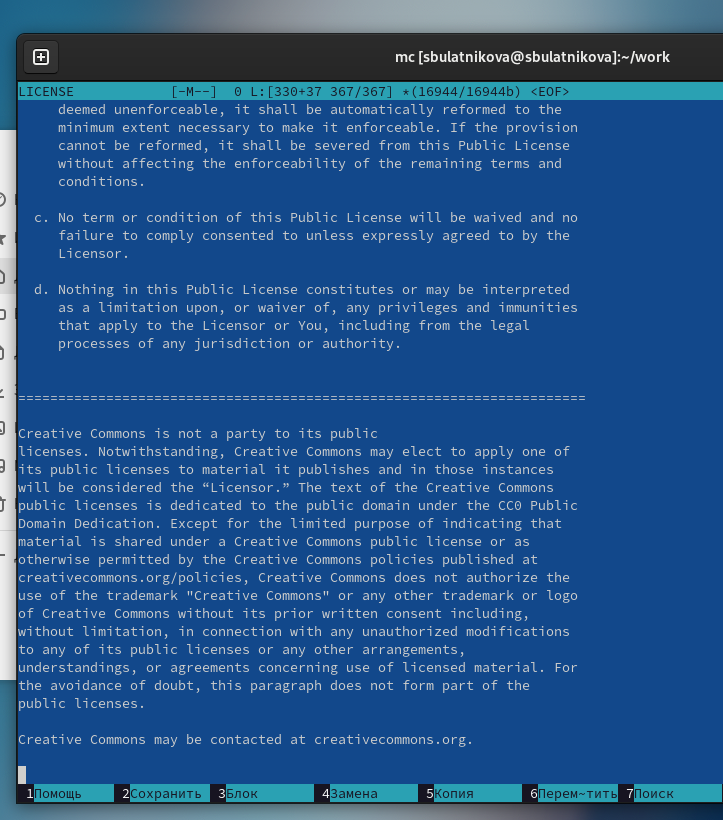 mc [sbulatnikova@sbulatnikova]:~/work
LICENSE [-M--] 0 L:[330+37 367/367] *(16944/16944b) <EOF>
deemed unenforceable, it shall be automatically reformed to the
minimum extent necessary to make it enforceable. If the provision
cannot be reformed, it shall be severed from this Public License
without affecting the enforceability of the remaining terms and
conditions.
c. No term or condition of this Public License will be waived and no
failure to comply consented to unless expressly agreed to by the
Licensor.
d. Nothing in this Public License constitutes or may be interpreted
as a limitation upon, or waiver of, any privileges and immunities
that apply to the Licensor or You, including from the legal
processes of any jurisdiction or authority.
=======================================================================
Creative Commons is not a party to its public
licenses. Notwithstanding, Creative Commons may elect to apply one of
its public licenses to material it publishes and in those instances
will be considered the “Licensor.” The text of the Creative Commons
public licenses is dedicated to the public domain under the CC0 Public
Domain Dedication. Except for the limited purpose of indicating that
material is shared under a Creative Commons public license or as
otherwise permitted by the Creative Commons policies published at
creativecommons.org/policies, Creative Commons does not authorize the
use of the trademark "Creative Commons" or any other trademark or logo
of Creative Commons without its prior written consent including,
without limitation, in connection with any unauthorized modifications
to any of its public licenses or any other arrangements,
understandings, or agreements concerning use of licensed material. For
the avoidance of doubt, this paragraph does not form part of the
public licenses.
Creative Commons may be contacted at creativecommons.org.
1Помощь 2Сохранить 3Блок 4Замена 5Копия 6Перем~тить 7Поиск